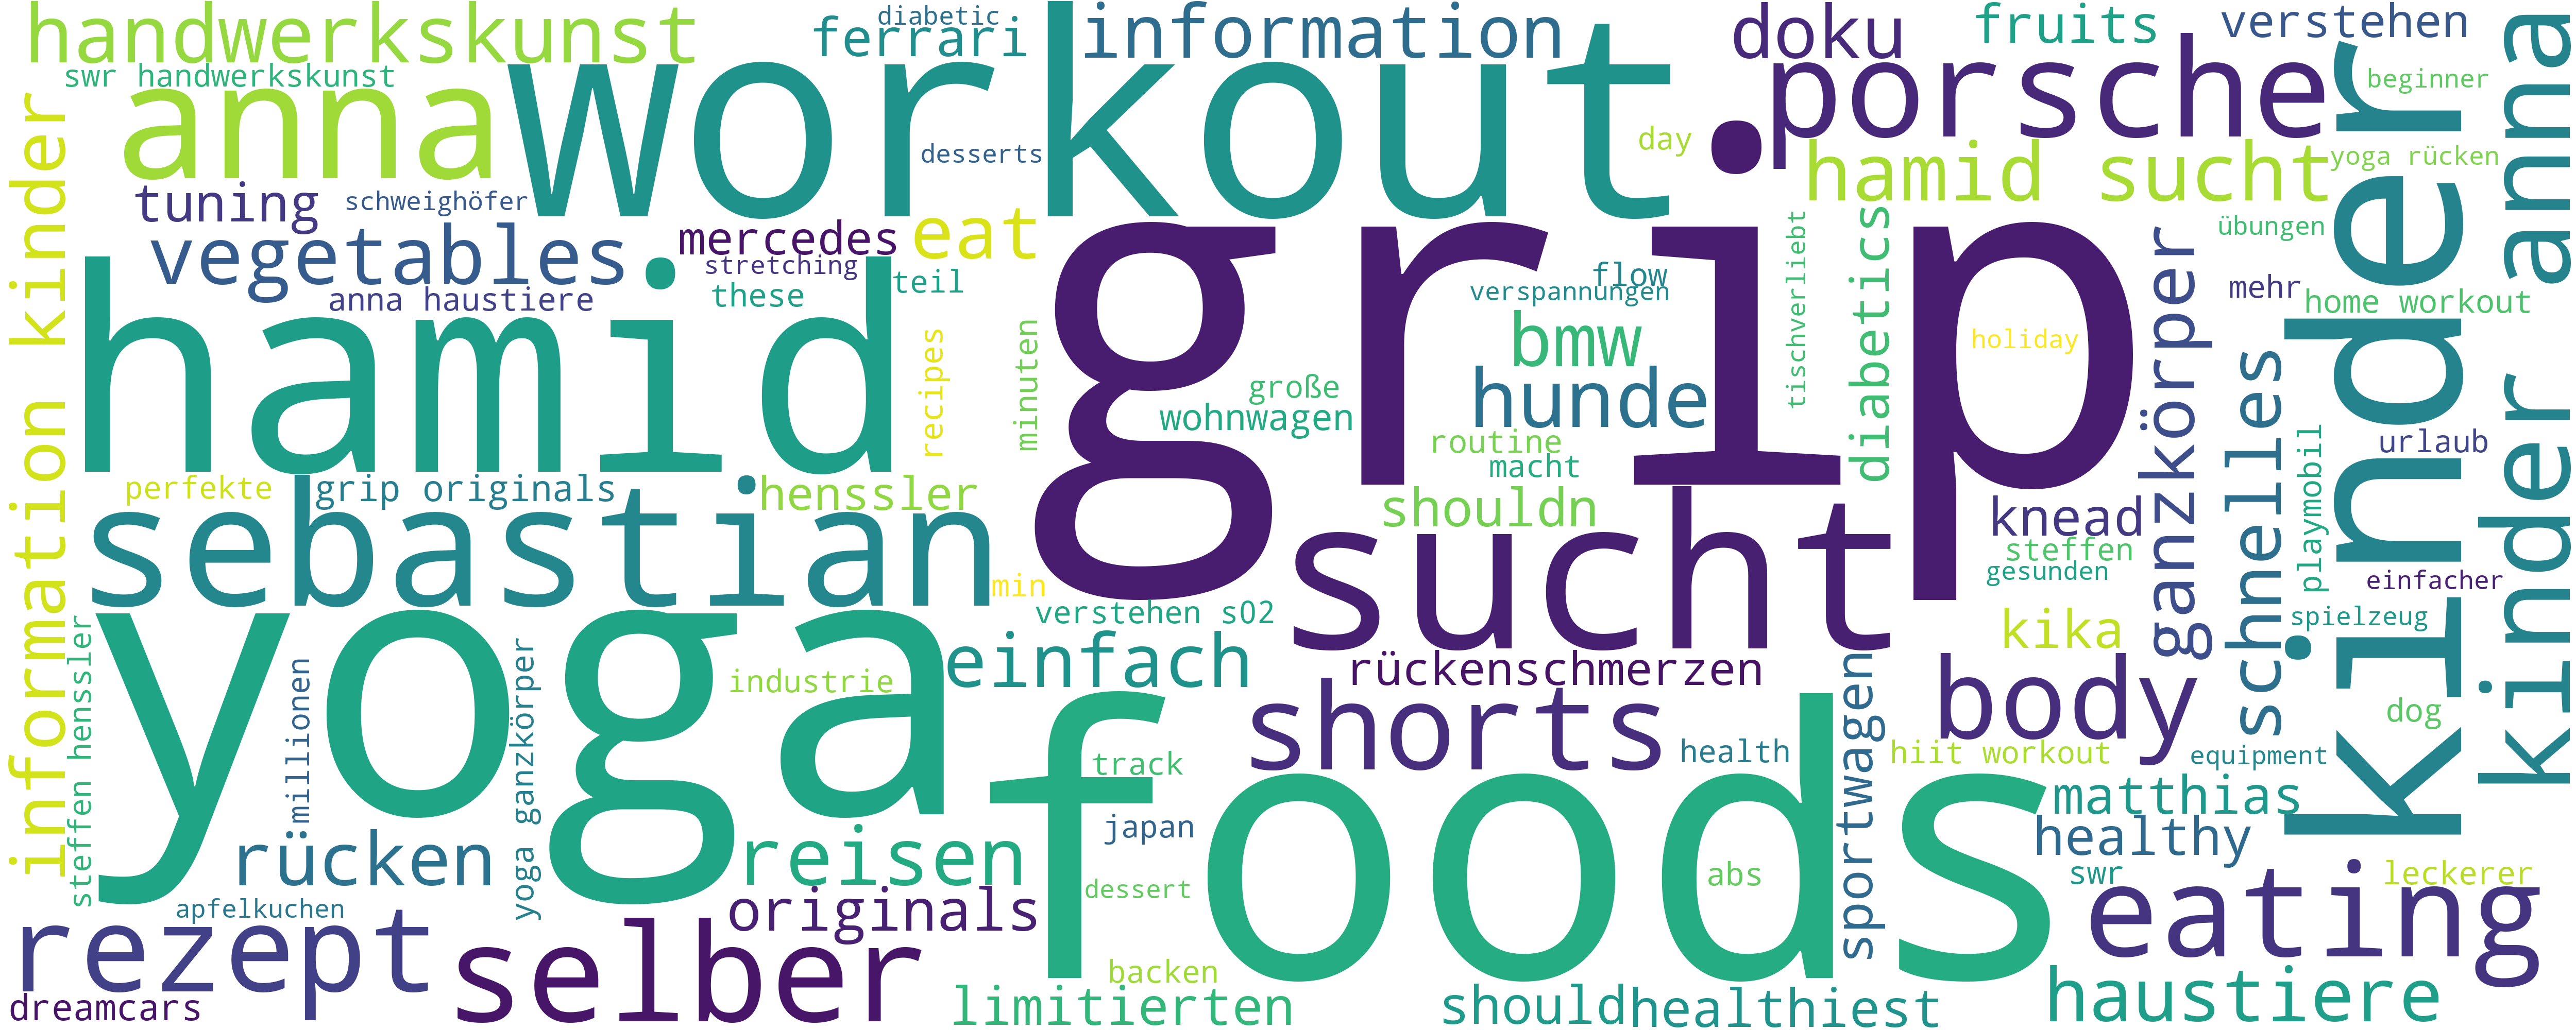 handwerkskunst
swr handwerkskunst
anna
workout
diabetic
ferrari
information
doku
fruits
verstehen
porsche
beginner
desserts
day
hamid sucht
yoga rücken
tuning
schweighöfer
vegetables
mercedes
eat
stretching
anna haustiere
these
teil
flow
verspannungen
übungen
mehr
home workout
information kinder
hamid
grip
kinder
kinder anna
recipes
minuten
bmw
tischverliebt
diabetics
holiday
ganzkörper
schnelles
große
wohnwagen
hunde
routine
macht
urlaub
playmobil
perfekte
grip originals
henssler
shouldn
knead
sebastian
sucht
steffen
gesunden
min
einfacher
verstehen s02
spielzeug
steffen henssler
yoga
millionen
yoga ganzkörper
industrie
einfach
rückenschmerzen
kika
shorts
body
sportwagen
dog
foods
track
health
hiit workout
equipment
matthias
rücken
reisen
japan
healthy
abs
swr
leckerer
dessert
apfelkuchen
originals
rezept
selber
eating
backen
dreamcars
limitierten
should
healthiest
haustiere